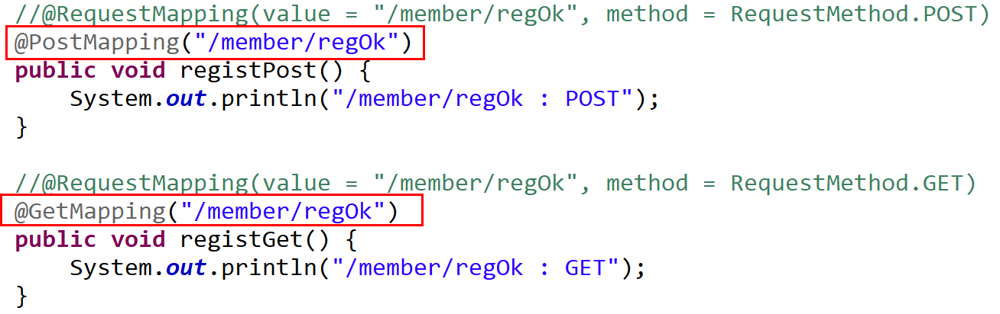 //@RequestMapping(value = "/member/regOk", method = RequestMethod.POST)
@PostMapping("/member/regOk")
public void registPost() {
    System.out.println("/member/regOk : POST");
}

//@RequestMapping(value = "/member/regOk", method = RequestMethod.GET)
@GetMapping("/member/regOk")
public void registGet() {
    System.out.println("/member/regOk : GET");
}